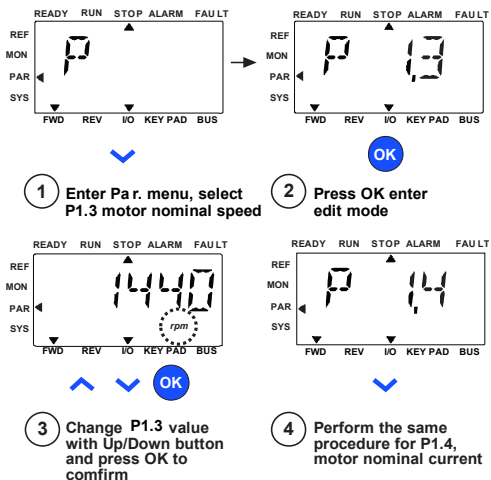 READY RUN STOP ALARM FAULT
REF
MON
PAR
SYS
P
FWD REV I/O KEYPAD BUS
1 Enter Par. menu, select
P1.3 motor nominal speed
READY RUN STOP ALARM FAULT
REF
MON
PAR
SYS
P 1,3
FWD REV I/O KEYPAD BUS
OK
2 Press OK enter
edit mode
READY RUN STOP ALARM FAULT
REF
MON
PAR
SYS
1440
rpm
FWD REV I/O KEYPAD BUS
OK
3 Change P1.3 value
with Up/Down button
and press OK to
comfirm
READY RUN STOP ALARM FAULT
REF
MON
PAR
SYS
P 1,4
FWD REV I/O KEYPAD BUS
4 Perform the same
procedure for P1.4,
motor nominal current